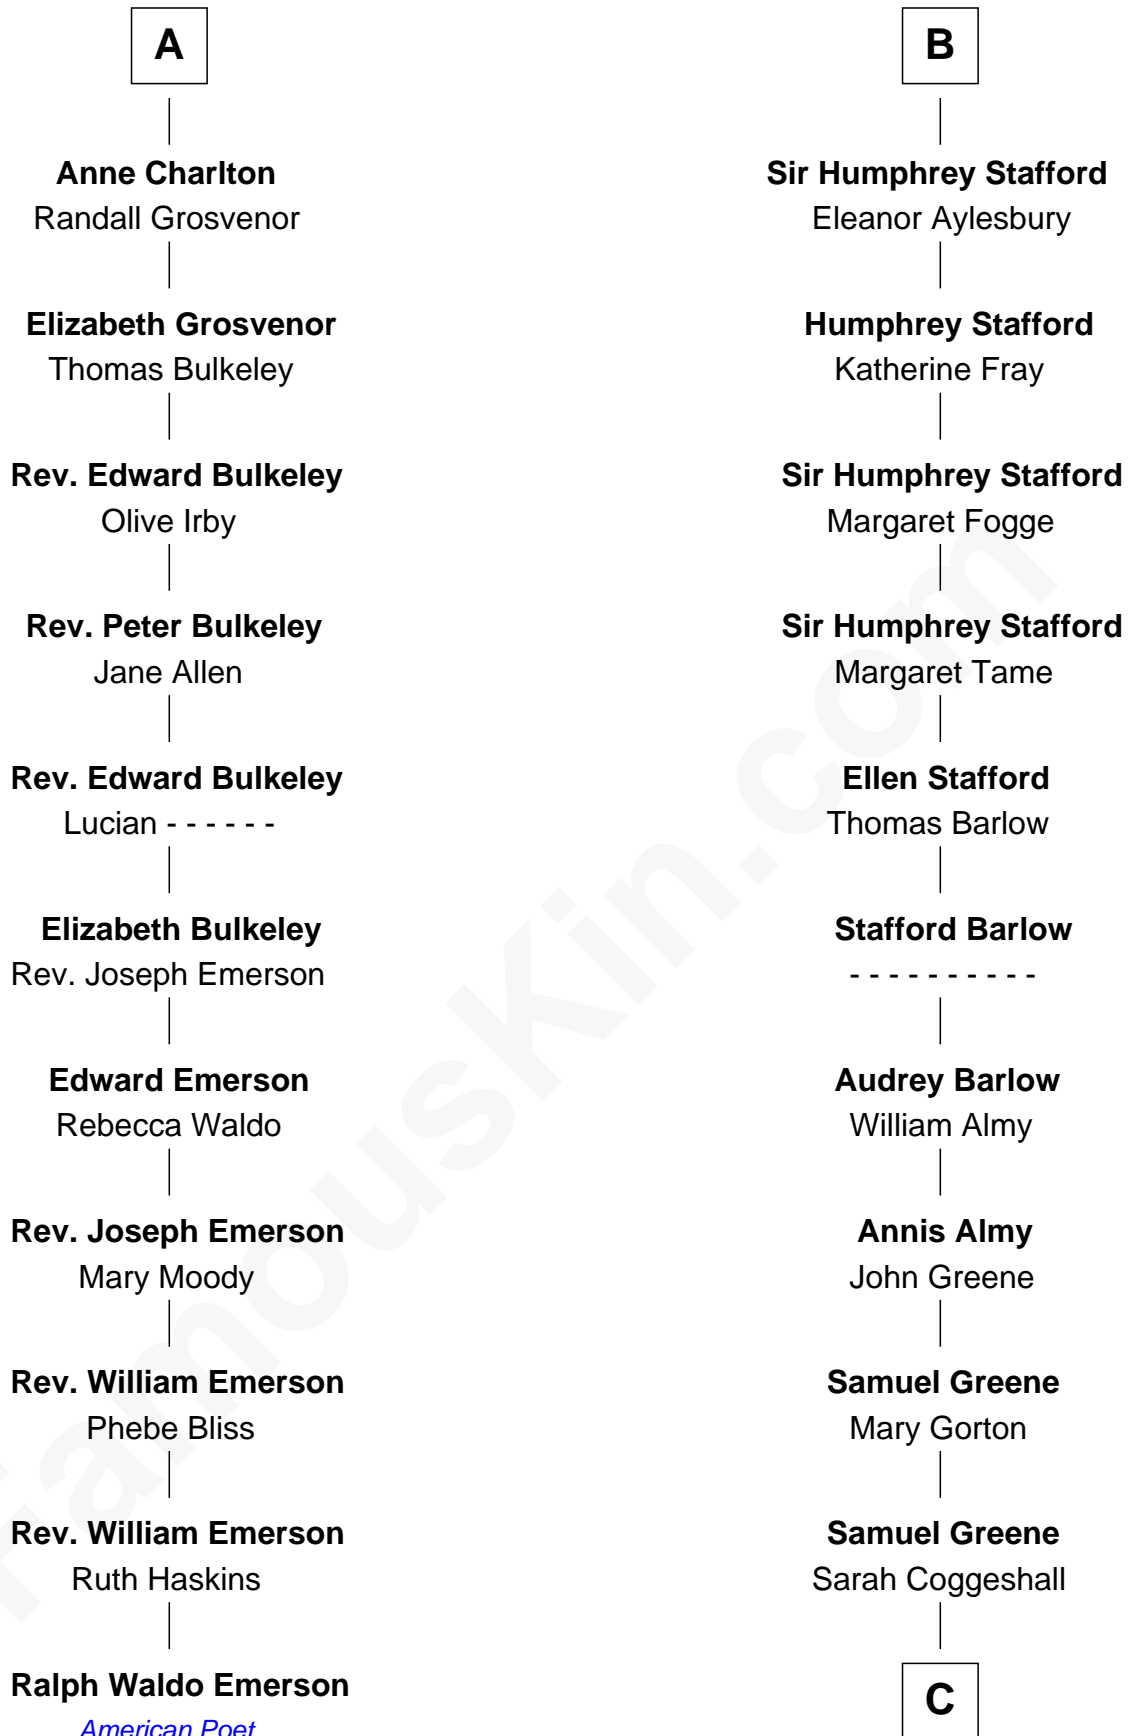 A
Anne Charlton
Randall Grosvenor
Elizabeth Grosvenor
Thomas Bulkeley
Rev. Edward Bulkeley
Olive Irby
Rev. Peter Bulkeley
Jane Allen
Rev. Edward Bulkeley
Lucian - - - - - -
Elizabeth Bulkeley
Rev. Joseph Emerson
Edward Emerson
Rebecca Waldo
Rev. Joseph Emerson
Mary Moody
Rev. William Emerson
Phebe Bliss
Rev. William Emerson
Ruth Haskins
Ralph Waldo Emerson
American Poet
B
Sir Humphrey Stafford
Eleanor Aylesbury
Humphrey Stafford
Katherine Fray
Sir Humphrey Stafford
Margaret Fogge
Sir Humphrey Stafford
Margaret Tame
Ellen Stafford
Thomas Barlow
Stafford Barlow
- - - - - - - - - -
Audrey Barlow
William Almy
Annis Almy
John Greene
Samuel Greene
Mary Gorton
Samuel Greene
Sarah Coggeshall
C
FamousKin.com